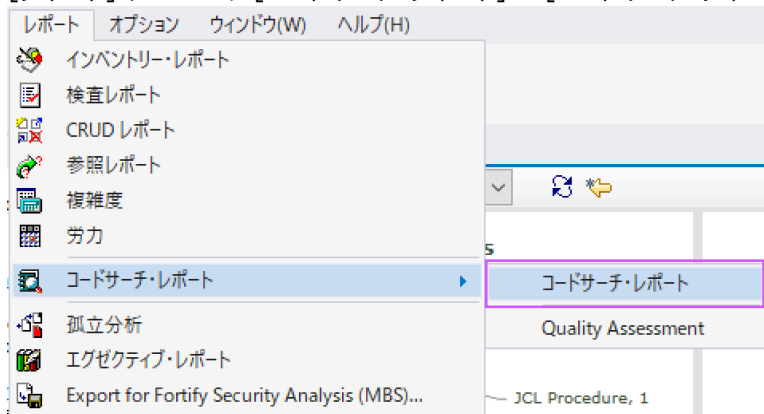 レポート オプション ウィンドウ(W) ヘルプ(H)
インベントリー・レポート
検査レポート
CRUD レポート
参照レポート
複雑度
労力
コードサーチ・レポート
コードサーチ・レポート
孤立分析
Quality Assessment
エグゼクティブ・レポート
Export for Fortify Security Analysis (MBS)...
JCL Procedure, 1